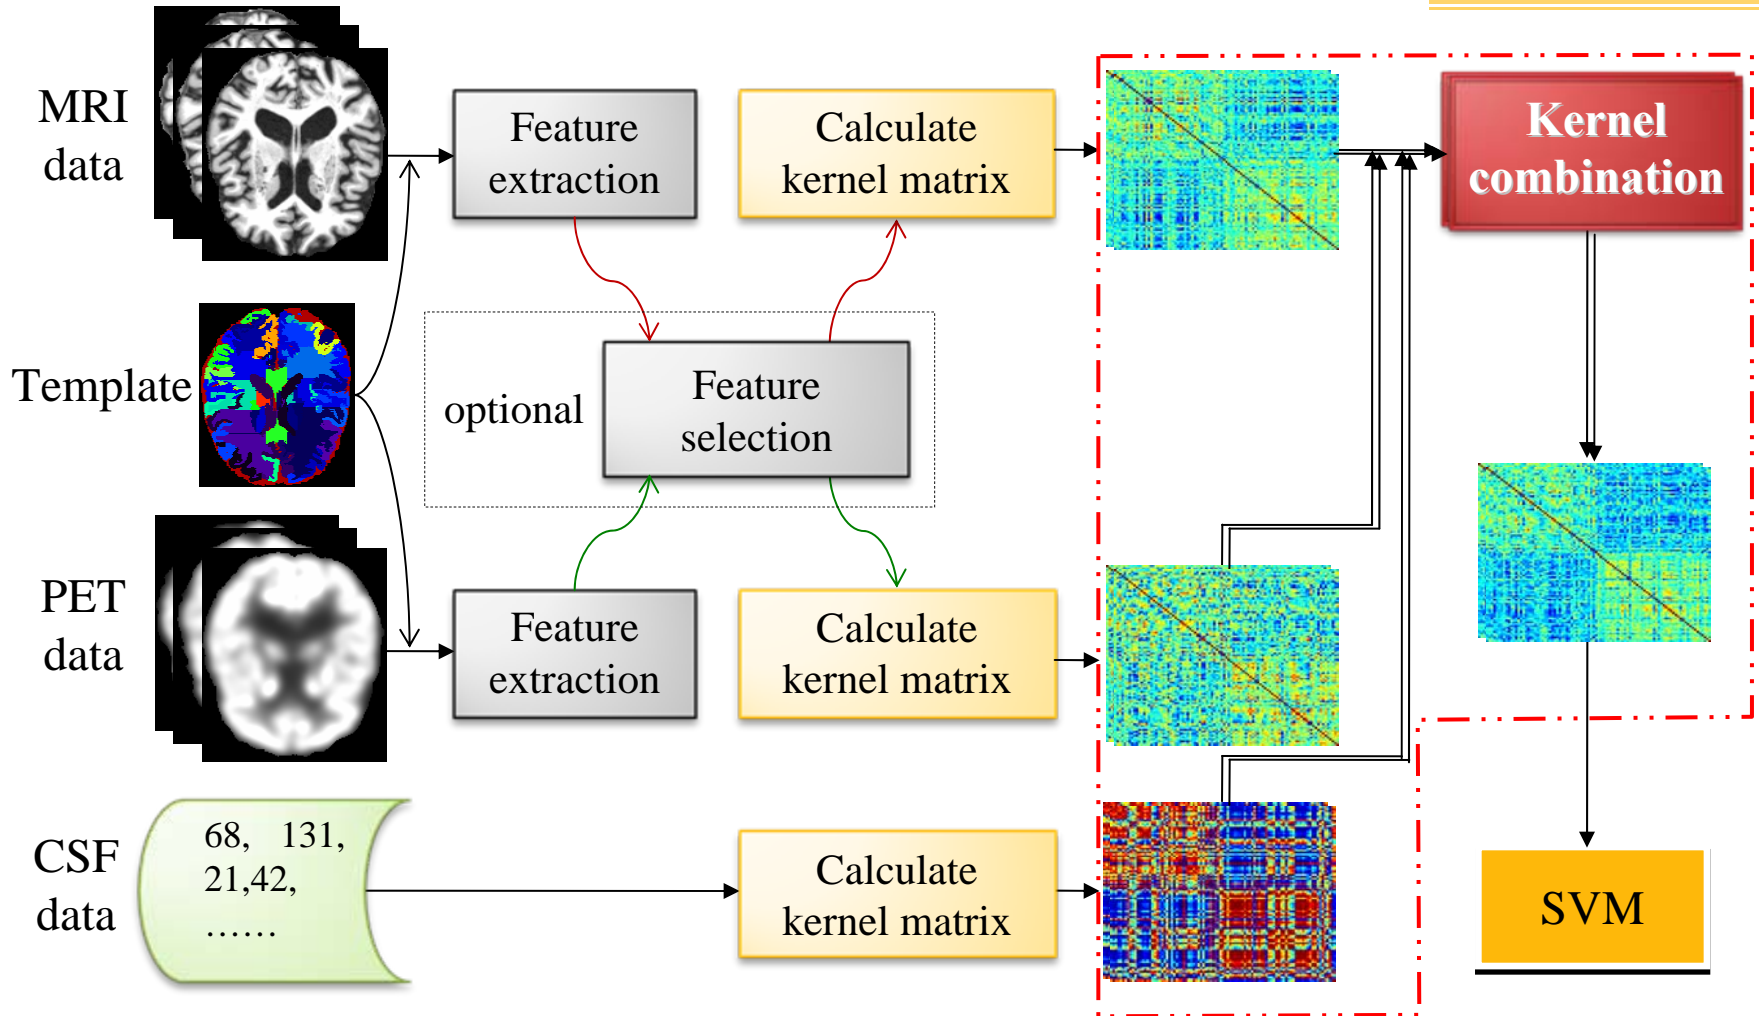 MRI
data
Feature
extraction
Calculate
kernel matrix
Kernel
combination
Template
optional
Feature
selection
PET
data
Feature
extraction
Calculate
kernel matrix
CSF
data
68, 131,
21,42,
......
Calculate
kernel matrix
SVM